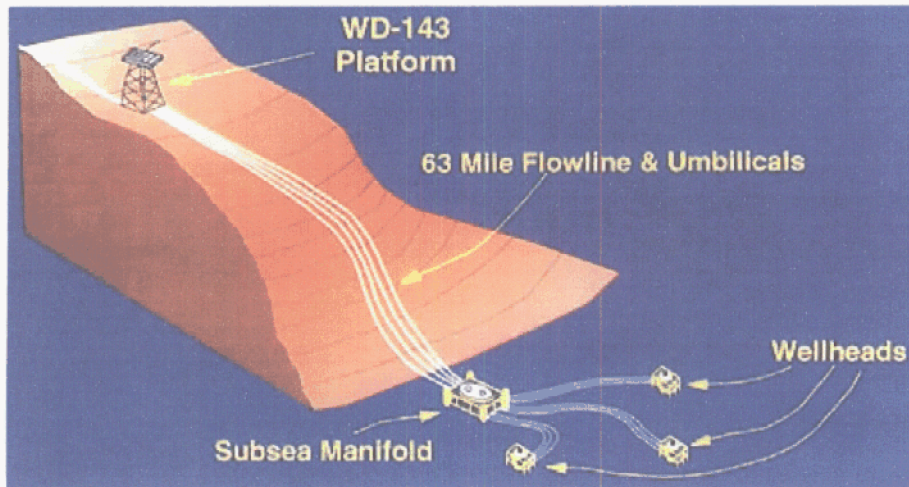 WD-143
Platform
63 Mile Flowline & Umbilicals
Wellheads
Subsea Manifold